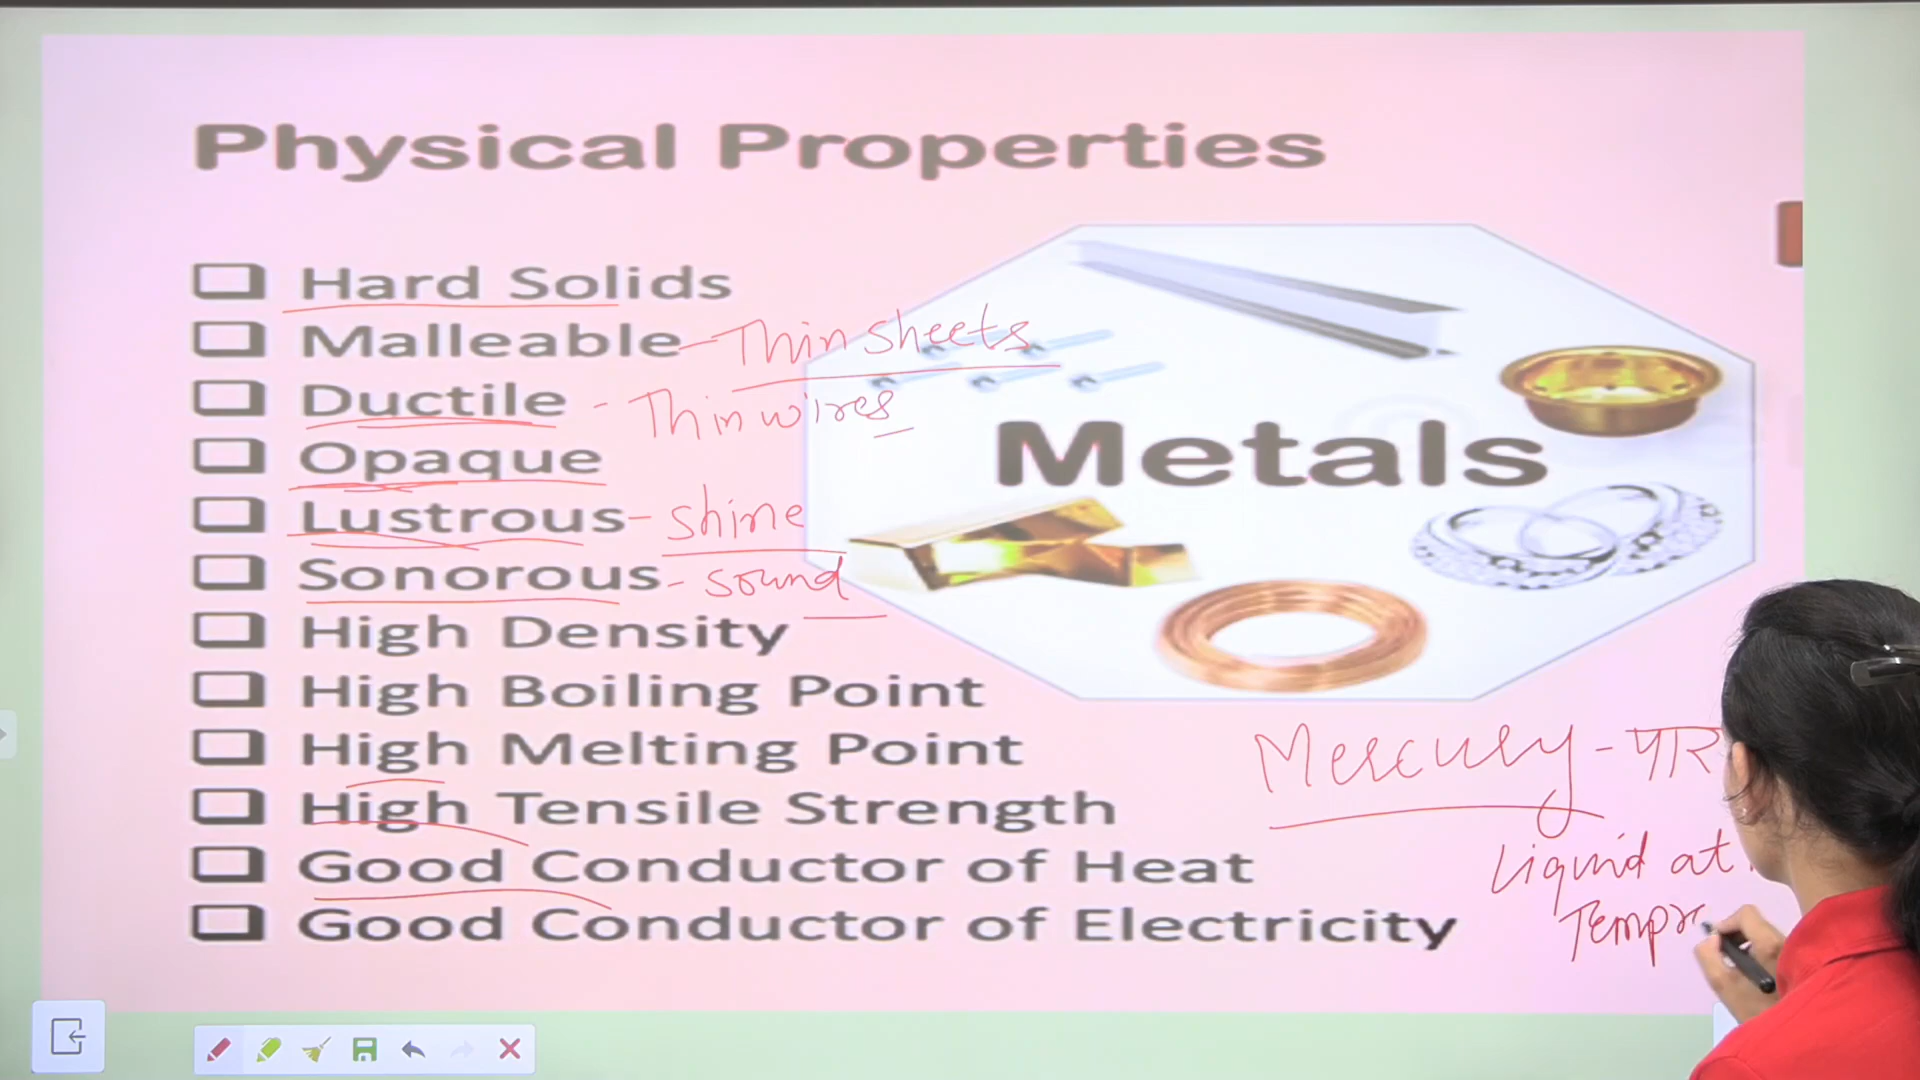 Physical Properties
Hard Solids
Malleable - Thin sheets
Ductile - Thin wires
Opaque
Lustrous - shine
Sonorous - sound
High Density
High Boiling Point
High Melting Point
High Tensile Strength
Good Conductor of Heat
Good Conductor of Electricity
Metals
Mercury -
Liquid at